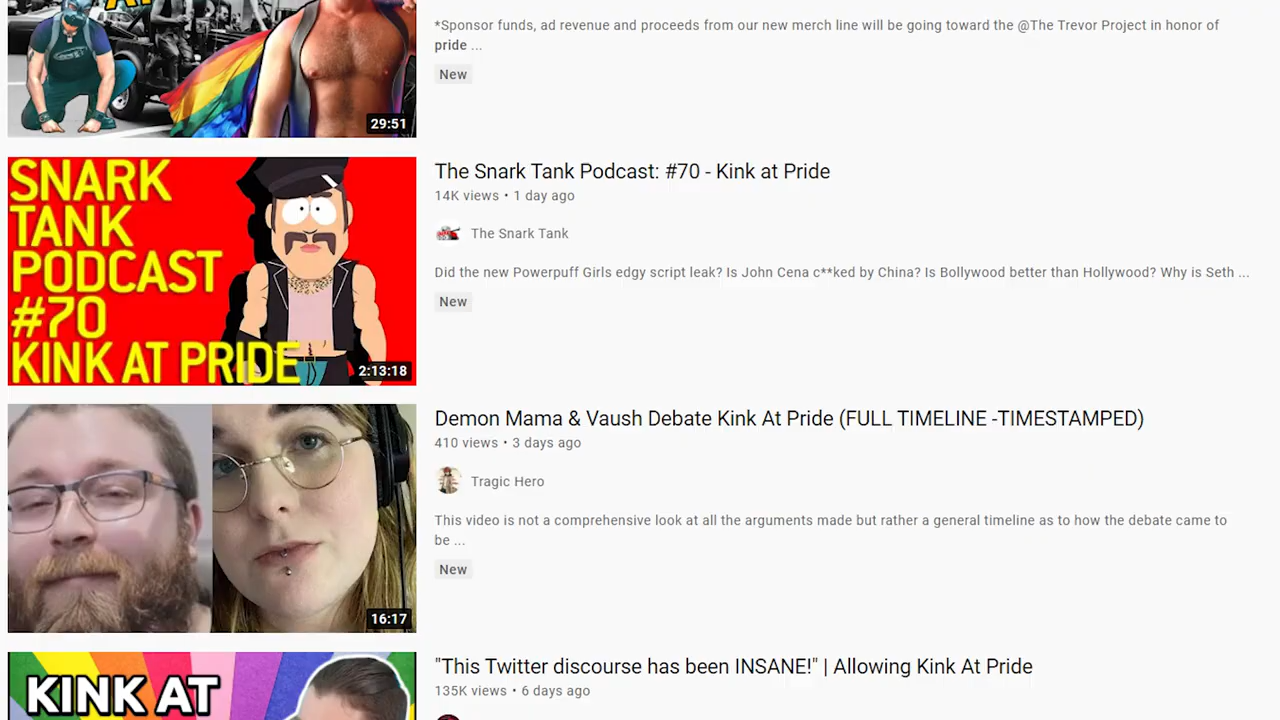 *Sponsor funds, ad revenue and proceeds from our new merch line will be going toward the @The Trevor Project in honor of
pride ...
New
29:51
SNARK
TANK
PODCAST
#70
KINK AT PRIDE
2:13:18
The Snark Tank Podcast: #70 - Kink at Pride
14K views • 1 day ago
The Snark Tank
Did the new Powerpuff Girls edgy script leak? Is John Cena c**ked by China? Is Bollywood better than Hollywood? Why is Seth ...
New
16:17
Demon Mama & Vaush Debate Kink At Pride (FULL TIMELINE -TIMESTAMPED)
410 views • 3 days ago
Tragic Hero
This video is not a comprehensive look at all the arguments made but rather a general timeline as to how the debate came to
be ...
New
KINK AT
"This Twitter discourse has been INSANE!" | Allowing Kink At Pride
135K views • 6 days ago